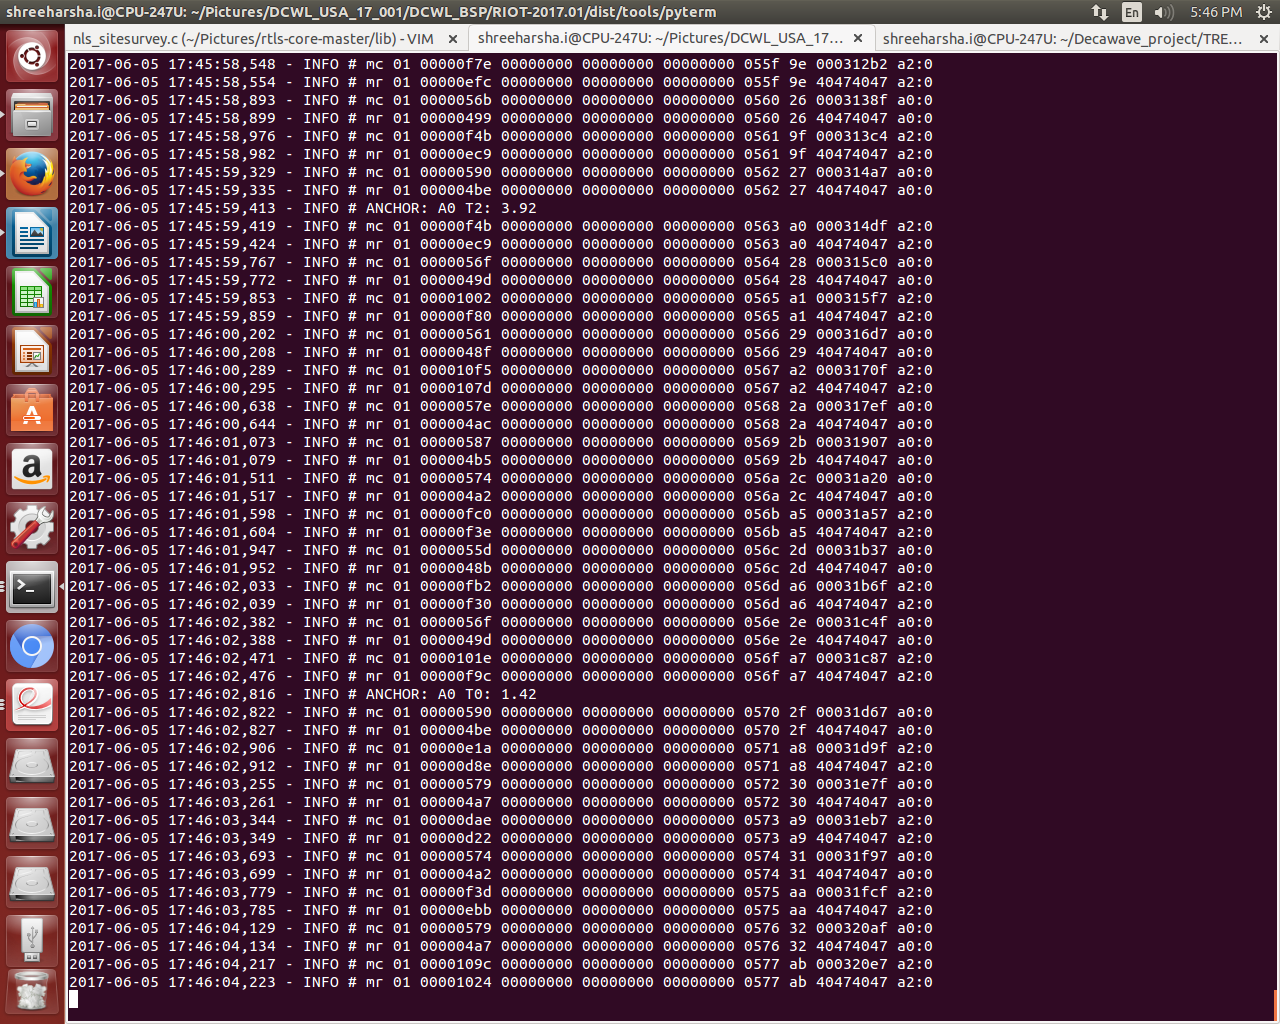 shreeharsha.i@CPU-247U: ~/Pictures/DCWL_USA_17_001/DCWL_BSP/RIOT-2017.01/dist/tools/pyterm
En
5:46 PM
nls_sitesurvey.c (~/Pictures/rtls-core-master/lib) - VIM ×
shreeharsha.i@CPU-247U: ~/Pictures/DCWL_USA_17... ×
shreeharsha.i@CPU-247U: ~/Decawave_project/TRE... ×
2017-06-05 17:45:58,548 - INFO # mc 01 00000f7e 00000000 00000000 00000000 055f 9e 000312b2 a2:0
2017-06-05 17:45:58,554 - INFO # mr 01 00000efc 00000000 00000000 00000000 055f 9e 40474047 a2:0
2017-06-05 17:45:58,893 - INFO # mc 01 0000056b 00000000 00000000 00000000 0560 26 0003138f a0:0
2017-06-05 17:45:58,899 - INFO # mr 01 00000499 00000000 00000000 00000000 0560 26 40474047 a0:0
2017-06-05 17:45:58,976 - INFO # mc 01 00000f4b 00000000 00000000 00000000 0561 9f 000313c4 a2:0
2017-06-05 17:45:58,982 - INFO # mr 01 00000ec9 00000000 00000000 00000000 0561 9f 40474047 a2:0
2017-06-05 17:45:59,329 - INFO # mc 01 00000590 00000000 00000000 00000000 0562 27 000314a7 a0:0
2017-06-05 17:45:59,335 - INFO # mr 01 000004be 00000000 00000000 00000000 0562 27 40474047 a0:0
2017-06-05 17:45:59,413 - INFO # ANCHOR: A0 T2: 3.92
2017-06-05 17:45:59,419 - INFO # mc 01 00000f4b 00000000 00000000 00000000 0563 a0 000314df a2:0
2017-06-05 17:45:59,424 - INFO # mr 01 00000ec9 00000000 00000000 00000000 0563 a0 40474047 a2:0
2017-06-05 17:45:59,767 - INFO # mc 01 0000056f 00000000 00000000 00000000 0564 28 000315c0 a0:0
2017-06-05 17:45:59,772 - INFO # mr 01 0000049d 00000000 00000000 00000000 0564 28 40474047 a0:0
2017-06-05 17:45:59,853 - INFO # mc 01 00001002 00000000 00000000 00000000 0565 a1 000315f7 a2:0
2017-06-05 17:45:59,859 - INFO # mr 01 00000f80 00000000 00000000 00000000 0565 a1 40474047 a2:0
2017-06-05 17:46:00,202 - INFO # mc 01 00000561 00000000 00000000 00000000 0566 29 000316d7 a0:0
2017-06-05 17:46:00,208 - INFO # mr 01 0000048f 00000000 00000000 00000000 0566 29 40474047 a0:0
2017-06-05 17:46:00,289 - INFO # mc 01 000010f5 00000000 00000000 00000000 0567 a2 0003170f a2:0
2017-06-05 17:46:00,295 - INFO # mr 01 0000107d 00000000 00000000 00000000 0567 a2 40474047 a2:0
2017-06-05 17:46:00,638 - INFO # mc 01 0000057e 00000000 00000000 00000000 0568 2a 000317ef a0:0
2017-06-05 17:46:00,644 - INFO # mr 01 000004ac 00000000 00000000 00000000 0568 2a 40474047 a0:0
2017-06-05 17:46:01,073 - INFO # mc 01 00000587 00000000 00000000 00000000 0569 2b 00031907 a0:0
2017-06-05 17:46:01,079 - INFO # mr 01 000004b5 00000000 00000000 00000000 0569 2b 40474047 a0:0
2017-06-05 17:46:01,511 - INFO # mc 01 00000574 00000000 00000000 00000000 056a 2c 00031a20 a0:0
2017-06-05 17:46:01,517 - INFO # mr 01 000004a2 00000000 00000000 00000000 056a 2c 40474047 a0:0
2017-06-05 17:46:01,598 - INFO # mc 01 00000fc0 00000000 00000000 00000000 056b a5 00031a57 a2:0
2017-06-05 17:46:01,604 - INFO # mr 01 00000f3e 00000000 00000000 00000000 056b a5 40474047 a2:0
2017-06-05 17:46:01,947 - INFO # mc 01 0000055d 00000000 00000000 00000000 056c 2d 00031b37 a0:0
2017-06-05 17:46:01,952 - INFO # mr 01 0000048b 00000000 00000000 00000000 056c 2d 40474047 a0:0
2017-06-05 17:46:02,033 - INFO # mc 01 00000fb2 00000000 00000000 00000000 056d a6 00031b6f a2:0
2017-06-05 17:46:02,039 - INFO # mr 01 00000f30 00000000 00000000 00000000 056d a6 40474047 a2:0
2017-06-05 17:46:02,382 - INFO # mc 01 0000056f 00000000 00000000 00000000 056e 2e 00031c4f a0:0
2017-06-05 17:46:02,388 - INFO # mr 01 0000049d 00000000 00000000 00000000 056e 2e 40474047 a0:0
2017-06-05 17:46:02,471 - INFO # mc 01 0000101e 00000000 00000000 00000000 056f a7 00031c87 a2:0
2017-06-05 17:46:02,476 - INFO # mr 01 00000f9c 00000000 00000000 00000000 056f a7 40474047 a2:0
2017-06-05 17:46:02,816 - INFO # ANCHOR: A0 T0: 1.42
2017-06-05 17:46:02,822 - INFO # mc 01 00000590 00000000 00000000 00000000 0570 2f 00031d67 a0:0
2017-06-05 17:46:02,827 - INFO # mr 01 000004be 00000000 00000000 00000000 0570 2f 40474047 a0:0
2017-06-05 17:46:02,906 - INFO # mc 01 00000e1a 00000000 00000000 00000000 0571 a8 00031d9f a2:0
2017-06-05 17:46:02,912 - INFO # mr 01 00000d8e 00000000 00000000 00000000 0571 a8 40474047 a2:0
2017-06-05 17:46:03,255 - INFO # mc 01 00000579 00000000 00000000 00000000 0572 30 00031e7f a0:0
2017-06-05 17:46:03,261 - INFO # mr 01 000004a7 00000000 00000000 00000000 0572 30 40474047 a0:0
2017-06-05 17:46:03,344 - INFO # mc 01 00000dae 00000000 00000000 00000000 0573 a9 00031eb7 a2:0
2017-06-05 17:46:03,349 - INFO # mr 01 00000d22 00000000 00000000 00000000 0573 a9 40474047 a2:0
2017-06-05 17:46:03,693 - INFO # mc 01 00000574 00000000 00000000 00000000 0574 31 00031f97 a0:0
2017-06-05 17:46:03,699 - INFO # mr 01 000004a2 00000000 00000000 00000000 0574 31 40474047 a0:0
2017-06-05 17:46:03,779 - INFO # mc 01 00000f3d 00000000 00000000 00000000 0575 aa 00031fcf a2:0
2017-06-05 17:46:03,785 - INFO # mr 01 00000ebb 00000000 00000000 00000000 0575 aa 40474047 a2:0
2017-06-05 17:46:04,129 - INFO # mc 01 00000579 00000000 00000000 00000000 0576 32 000320af a0:0
2017-06-05 17:46:04,134 - INFO # mr 01 000004a7 00000000 00000000 00000000 0576 32 40474047 a0:0
2017-06-05 17:46:04,217 - INFO # mc 01 0000109c 00000000 00000000 00000000 0577 ab 000320e7 a2:0
2017-06-05 17:46:04,223 - INFO # mr 01 00001024 00000000 00000000 00000000 0577 ab 40474047 a2:0